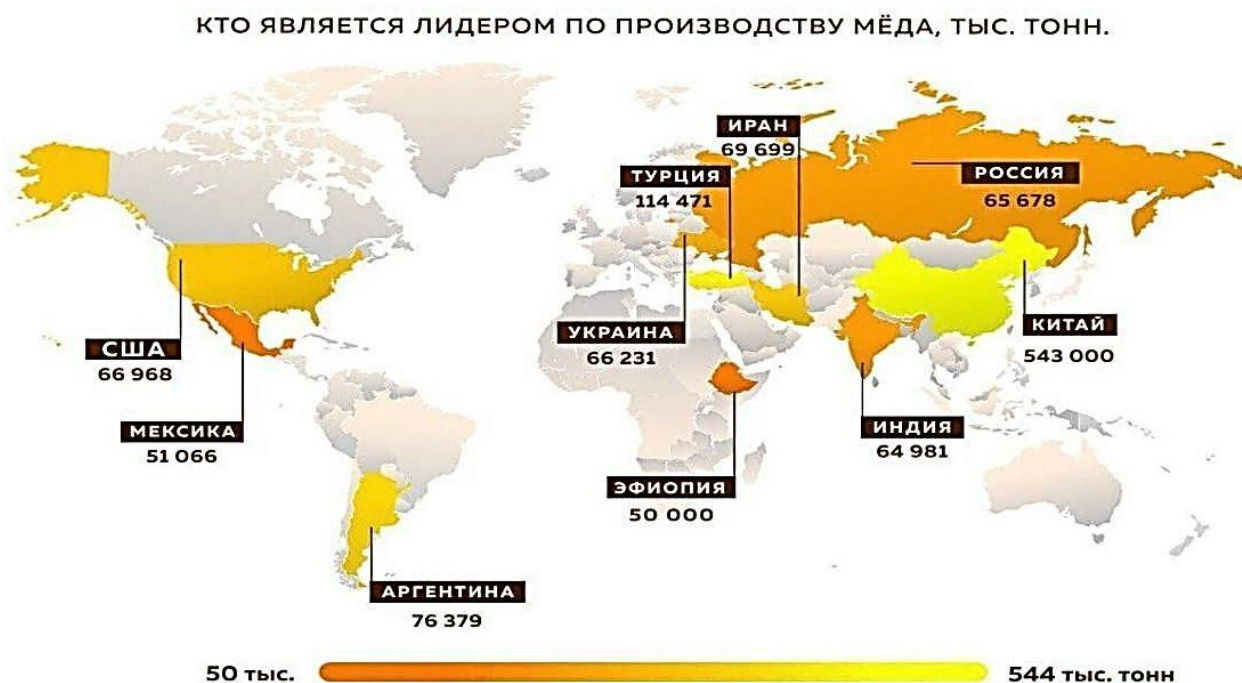 КТО ЯВЛЯЕТСЯ ЛИДЕРОМ ПО ПРОИЗВОДСТВУ МЁДА, ТЫС. ТОНН.
ИРАН
69 699
ТУРЦИЯ
114 471
РОССИЯ
65 678
США
66 968
УКРАИНА
66 231
КИТАЙ
543 000
МЕКСИКА
51 066
ИНДИЯ
64 981
ЭФИОПИЯ
50 000
АРГЕНТИНА
76 379
50 тыс.
544 тыс. тонн